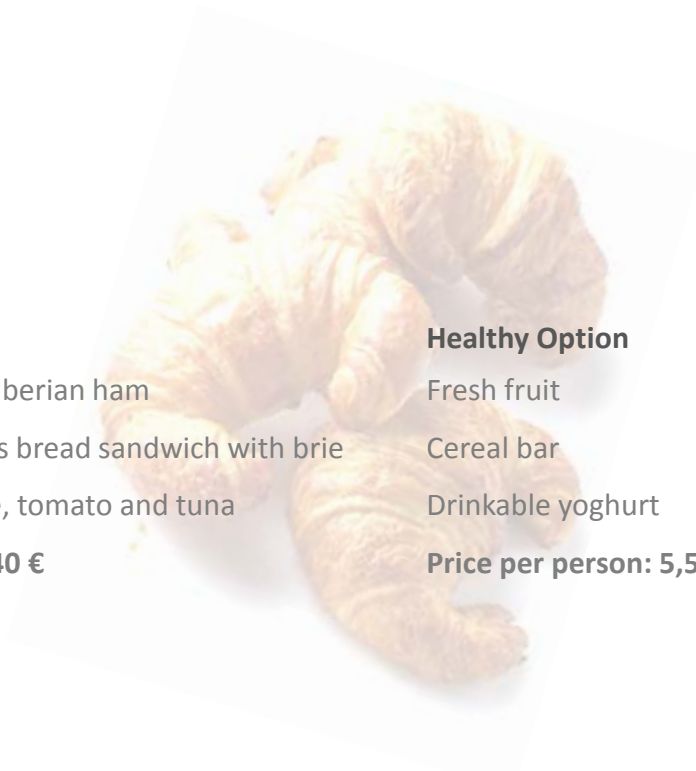 berian ham
s bread sandwich with brie
, tomato and tuna
40 €
Healthy Option
Fresh fruit
Cereal bar
Drinkable yoghurt
Price per person: 5,5